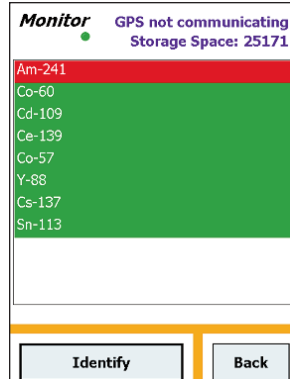 Monitor
GPS not communicating
Storage Space: 25171
Am-241
Co-60
Cd-109
Ce-139
Co-57
Y-88
Cs-137
Sn-113
Identify
Back